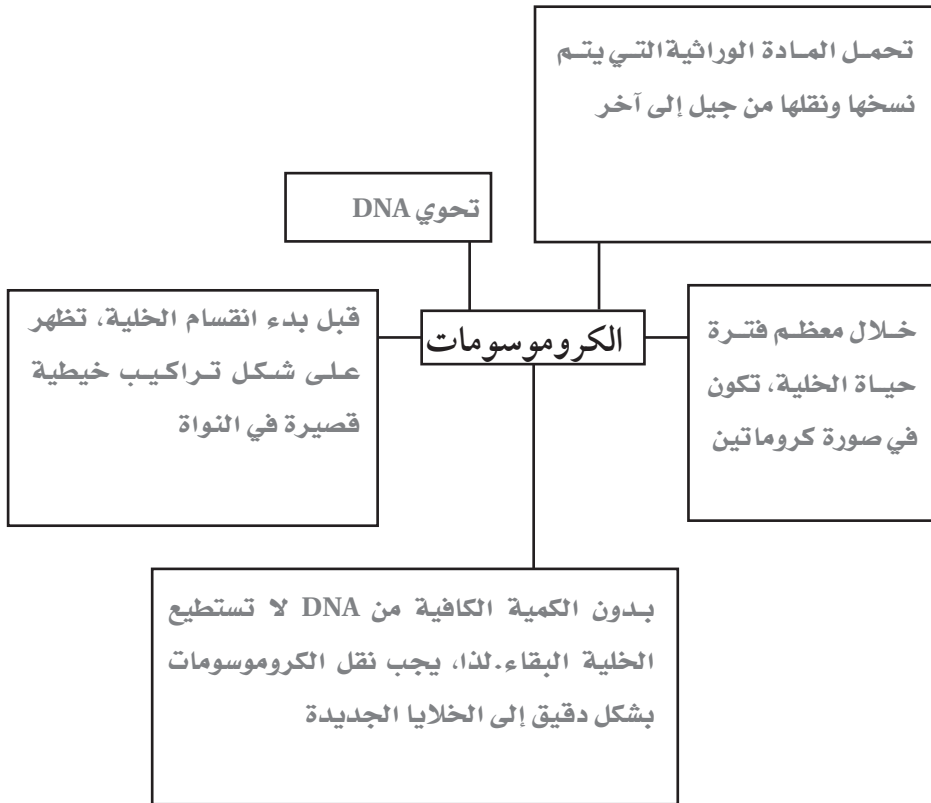 تحمل المادة الوراثية التي يتم
نسخها ونقلها من جيل إلى آخر
تحوي DNA
الكروموسومات
خلال معظم فترة
حياة الخلية، تكون
في صورة كروماتين
قبل بدء انقسام الخلية، تظهر
على شكل تراكيب خيطية
قصيرة في النواة
بدون الكمية الكافية من DNA لا تستطيع
الخلية البقاء.لذا، يجب نقل الكروموسومات
بشكل دقيق إلى الخلايا الجديدة